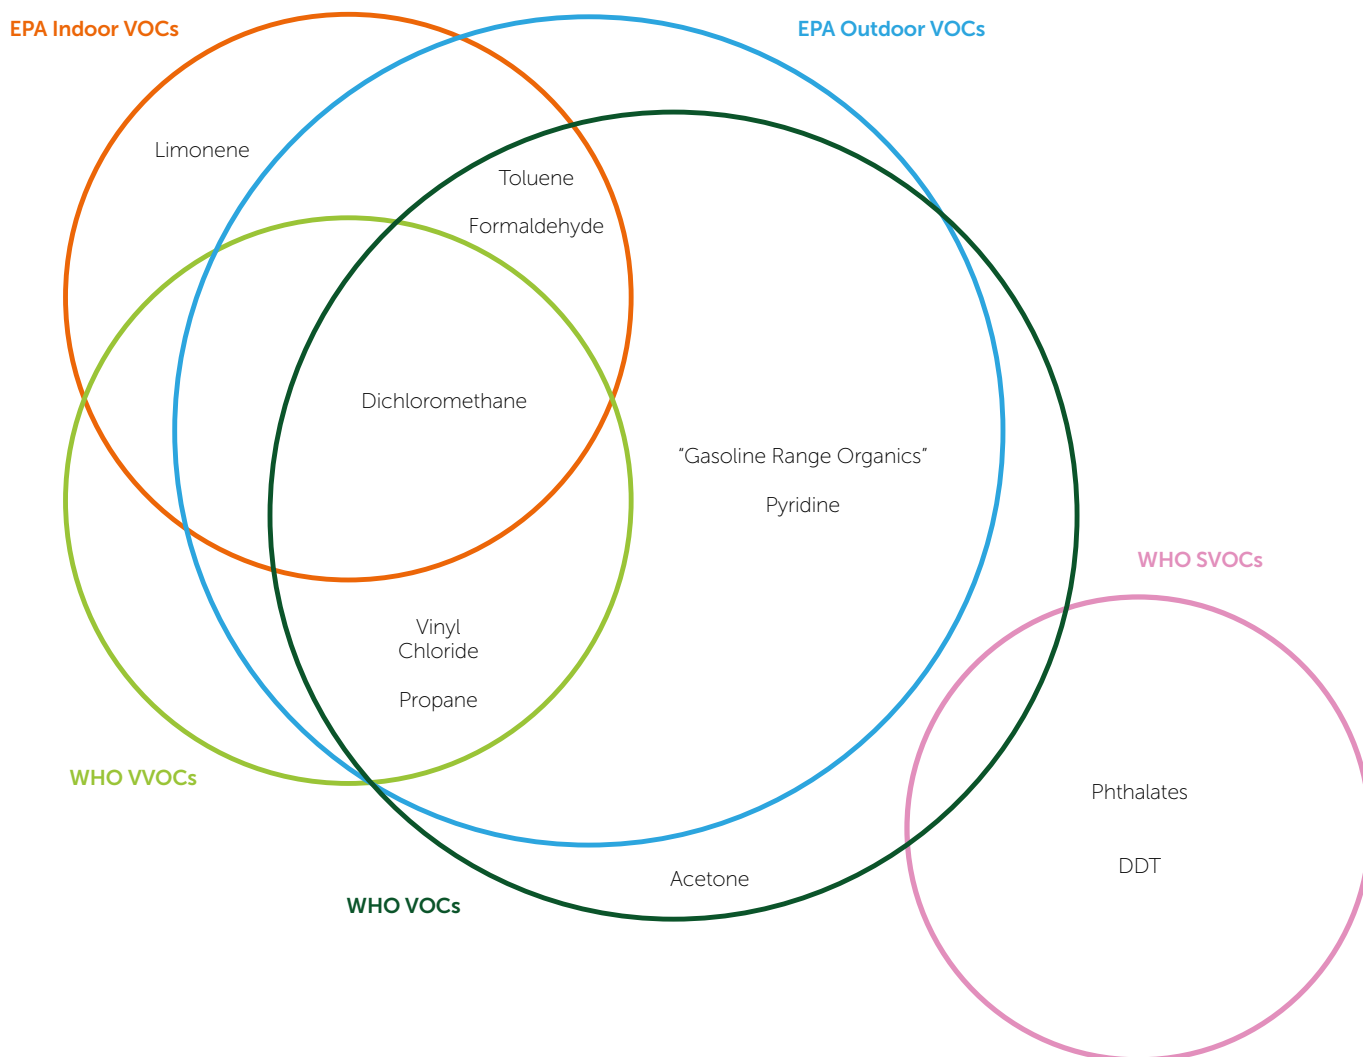 EPA Indoor VOCs
EPA Outdoor VOCs
Limonene
Toluene
Formaldehyde
Dichloromethane
“Gasoline Range Organics”
Pyridine
WHO SVOCs
Vinyl
Chloride
Propane
WHO VVOCs
Phthalates
DDT
Acetone
WHO VOCs